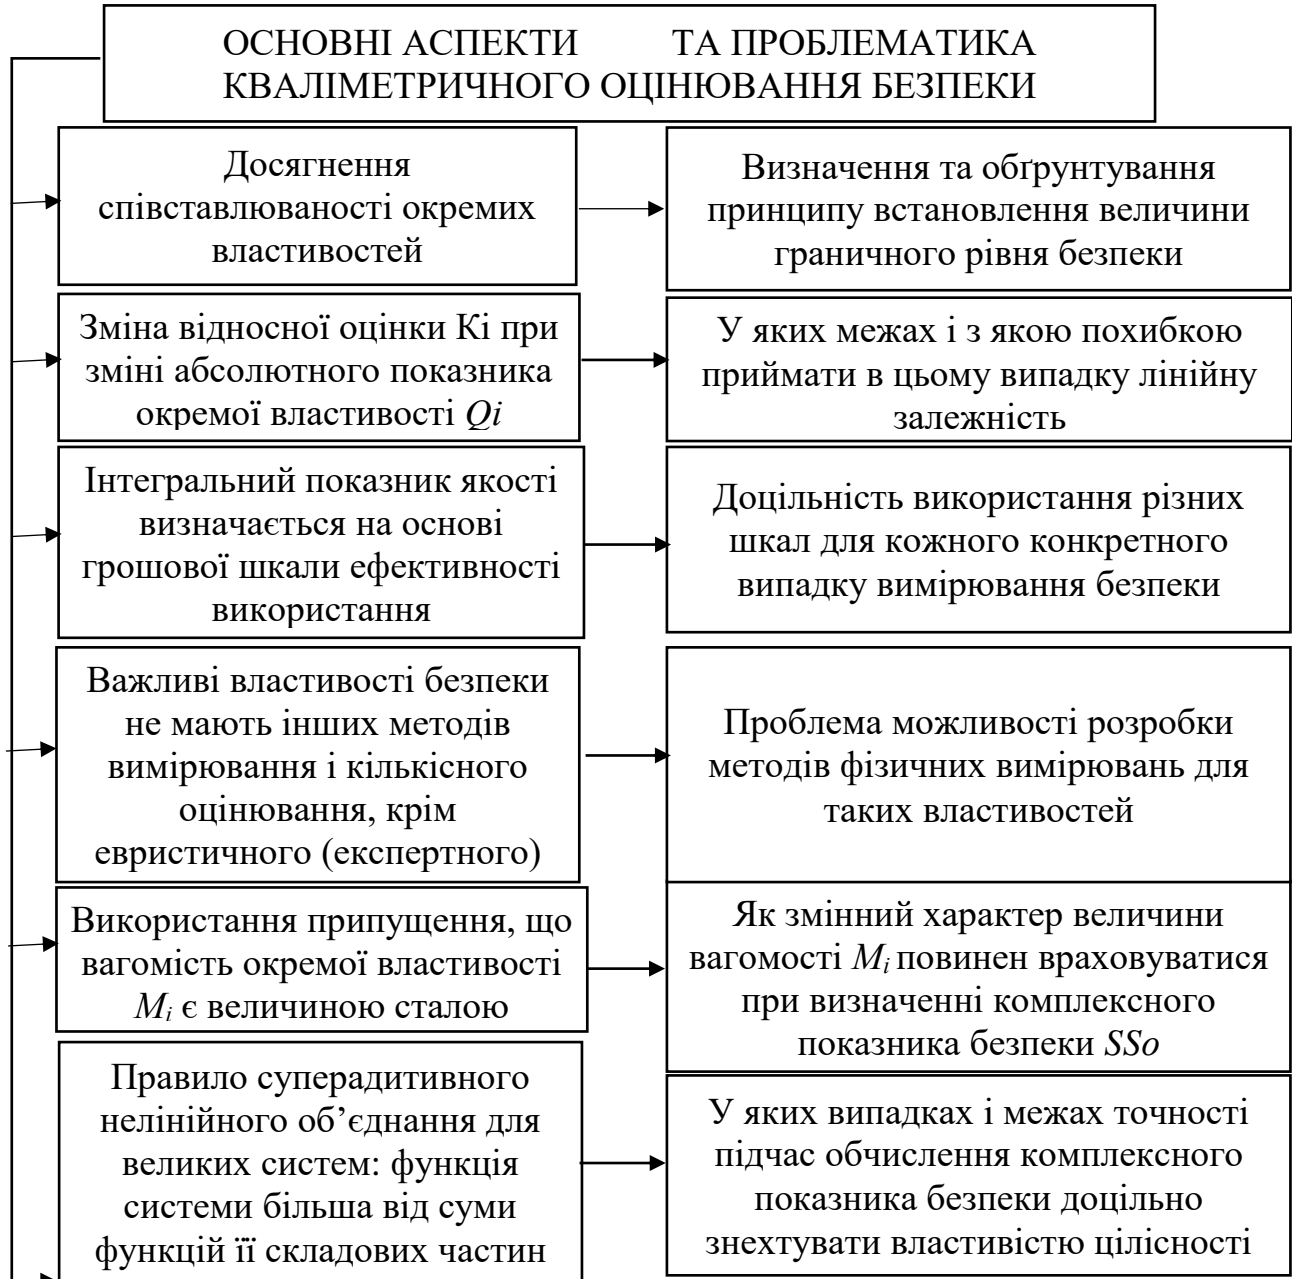 ОСНОВНІ АСПЕКТИ ТА ПРОБЛЕМАТИКА
КВАЛІМЕТРИЧНОГО ОЦІНЮВАННЯ БЕЗПЕКИ
Досягнення
співставлюваності окремих
властивостей
Визначення та обґрунтування
принципу встановлення величини
граничного рівня безпеки
Зміна відносної оцінки Кі при
зміні абсолютного показника
окремої властивості Qi
У яких межах і з якою похибкою
приймати в цьому випадку лінійну
залежність
Інтегральний показник якості
визначається на основі
грошової шкали ефективності
використання
Доцільність використання різних
шкал для кожного конкретного
випадку вимірювання безпеки
Важливі властивості безпеки
не мають інших методів
вимірювання і кількісного
оцінювання, крім
евристичного (експертного)
Проблема можливості розробки
методів фізичних вимірювань для
таких властивостей
Використання припущення, що
вагомість окремої властивості
Mi є величиною сталою
Як змінний характер величини
вагомості Mi повинен враховуватися
при визначенні комплексного
показника безпеки SSo
Правило суперадитивного
нелінійного об’єднання для
великих систем: функція
системи більша від суми
функцій її складових частин
У яких випадках і межах точності
підчас обчислення комплексного
показника безпеки доцільно
знехтувати властивістю цілісності